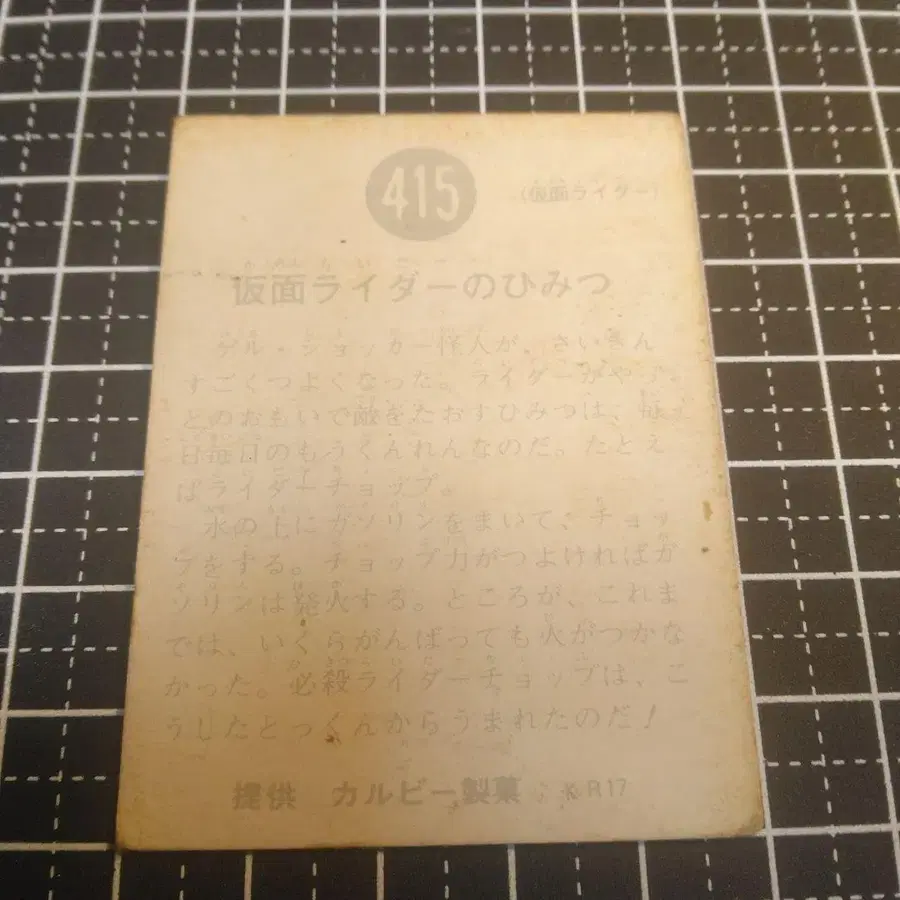 415
(仮面ライダー)
仮面ライダーのひみつ
ゲル・ショッカー怪人が、さいきん
すごくつよくなった。ライダーがやっ
とのおもいで敵をたおすひみつは、毎
日毎日のもうくんれんなのだ。たとえ
ばライダーチョップ。
水の上にガソリンをまいて、チョッ
プをする。チョップ力がつよければガ
ソリンは発火する。ところが、これま
では、いくらがんばっても火がつかな
かった。必殺ライダーチョップは、こ
うしたとっくんからうまれたのだ!
提供 カルビー製菓 KR17